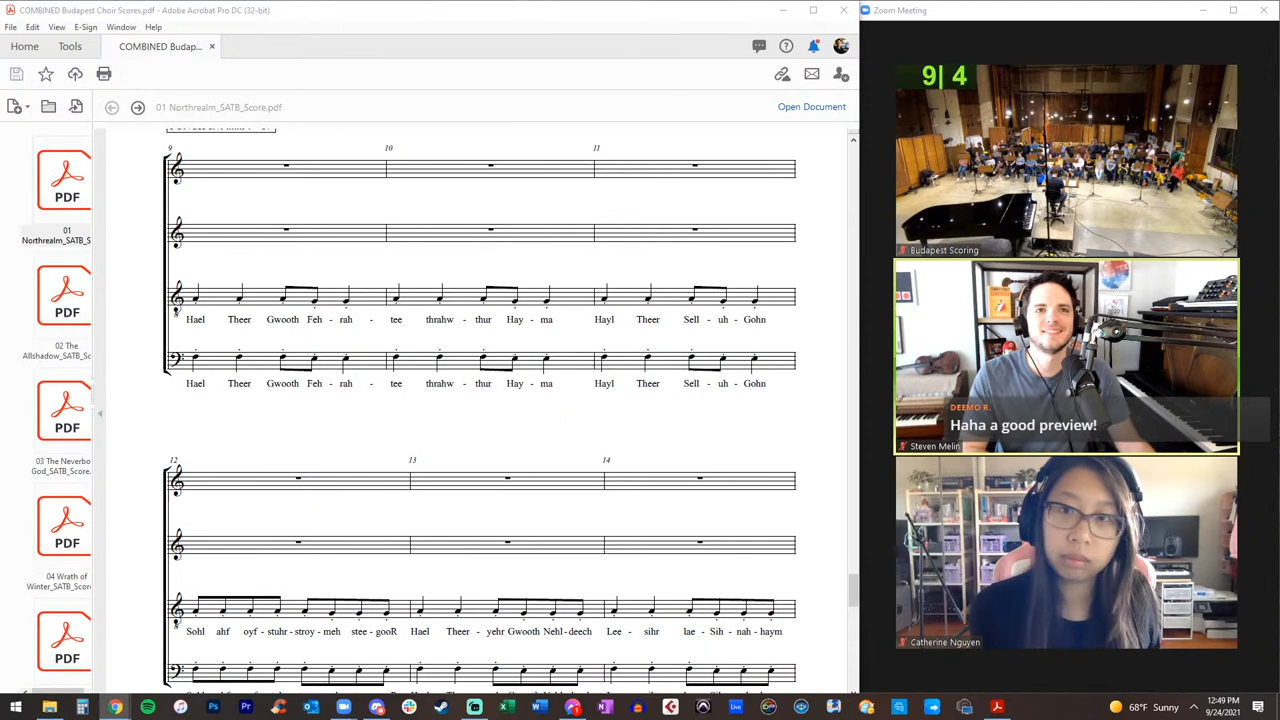 COMBINED Budapest Choir Scores.pdf - Adobe Acrobat Pro DC (32-bit)
File Edit View E-Sign Window Help
Home Tools COMBINED Budap... ×
01 Northrealm_SATB_Score.pdf Open Document
PDF
01
Northrealm_SATB_S...
PDF
02 The
Allshadow_SATB_Sc...
PDF
03 The Neverbo...
God_SATB_Score...
PDF
04 Wrath of
Winter_SATB_Score...
PDF
9 10 11
Hael Theer Gwooth Feh - rah - tee thrahw - thur Hay - ma Hayl Theer Sell - uh - Gohn
Hael Theer Gwooth Feh - rah - tee thrahw - thur Hay - ma Hayl Theer Sell - uh - Gohn
12 13 14
Sohl ahf oyf - stuhr - stroy - meh stee - gooR Hael Theer - yehr Gwooth Nehl - deech Lee - sihr lae - Sih - nah - haym
Zoom Meeting
9| 4
Budapest Scoring
DEEMO R.
Haha a good preview!
Steven Melin
Catherine Nguyen
68°F Sunny
12:49 PM
9/24/2021